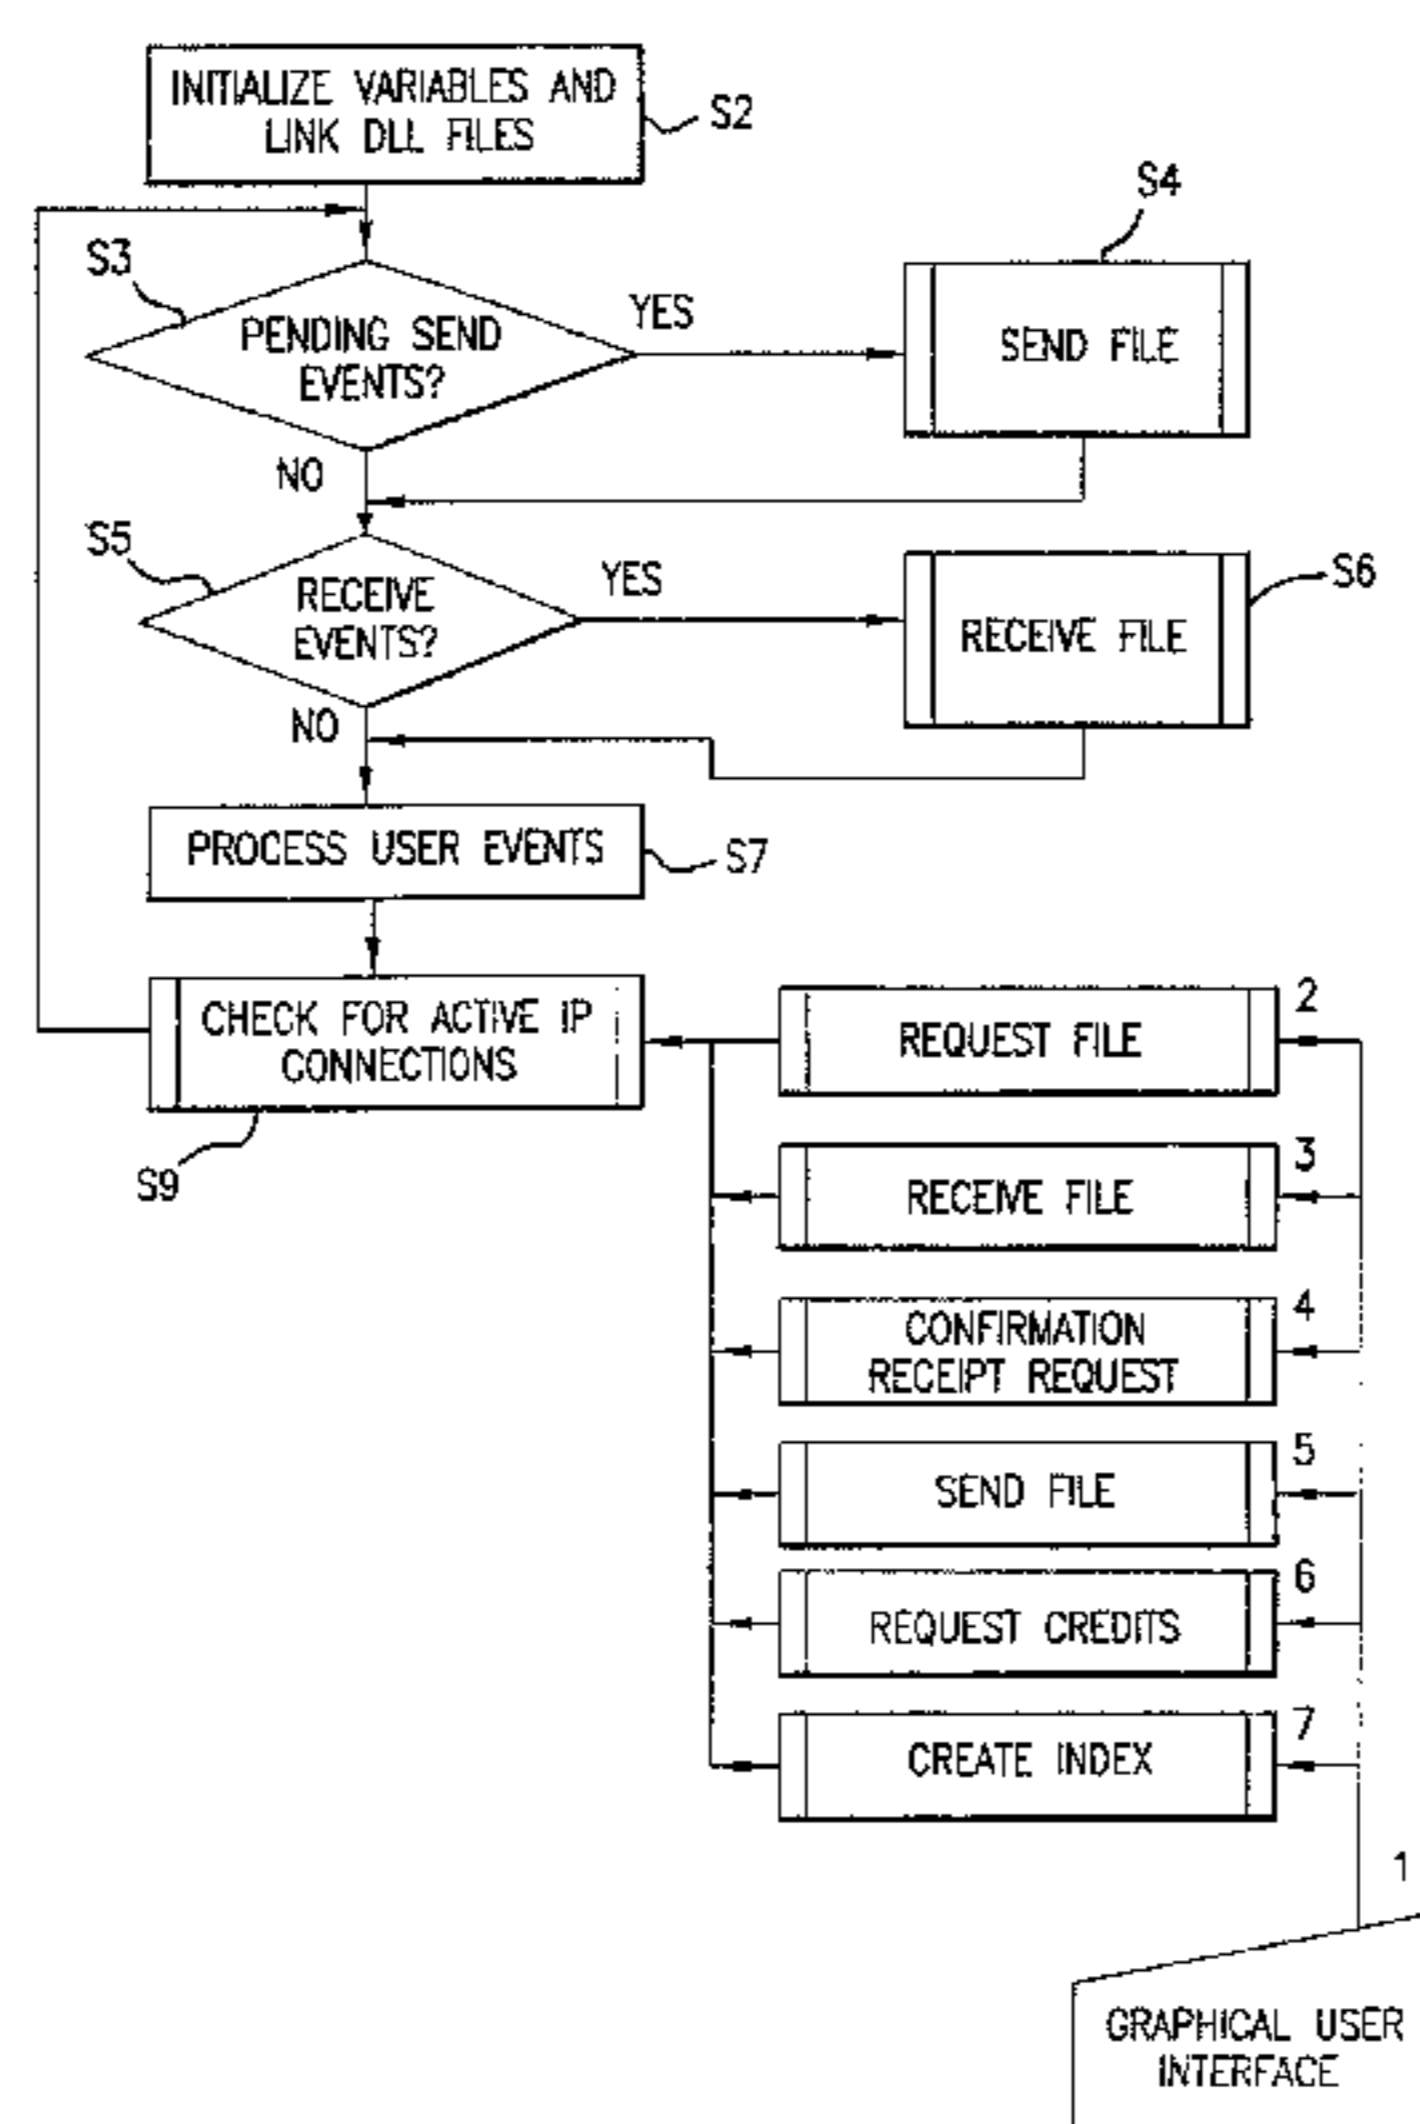 INITIALIZE VARIABLES AND
LINK DLL FILES
S2
S4
S3
PENDING SEND
EVENTS?
YES
SEND FILE
NO
S5
RECEIVE
EVENTS?
YES
RECEIVE FILE
S6
NO
PROCESS USER EVENTS
S7
CHECK FOR ACTIVE IP
CONNECTIONS
S9
REQUEST FILE
2
RECEIVE FILE
3
CONFIRMATION
RECEIPT REQUEST
4
SEND FILE
5
REQUEST CREDITS
6
CREATE INDEX
7
1
GRAPHICAL USER
INTERFACE